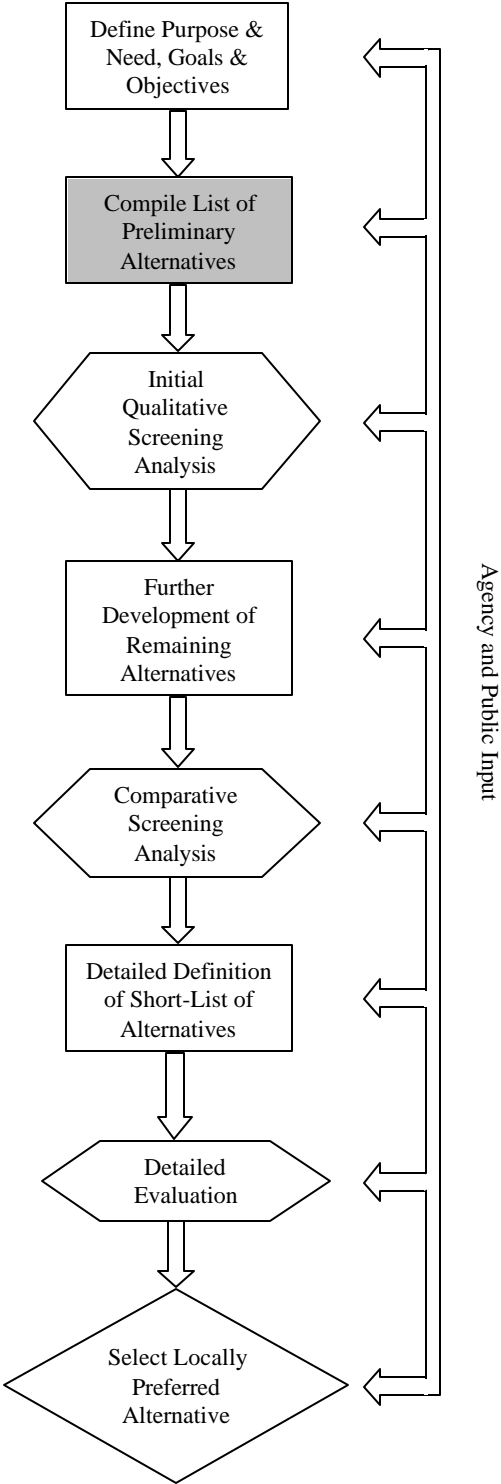 Define Purpose &
Need, Goals &
Objectives
Compile List of
Preliminary
Alternatives
Initial
Qualitative
Screening
Analysis
Further
Development of
Remaining
Alternatives
Comparative
Screening
Analysis
Detailed Definition
of Short-List of
Alternatives
Detailed
Evaluation
Select Locally
Preferred
Alternative
Agency and Public Input